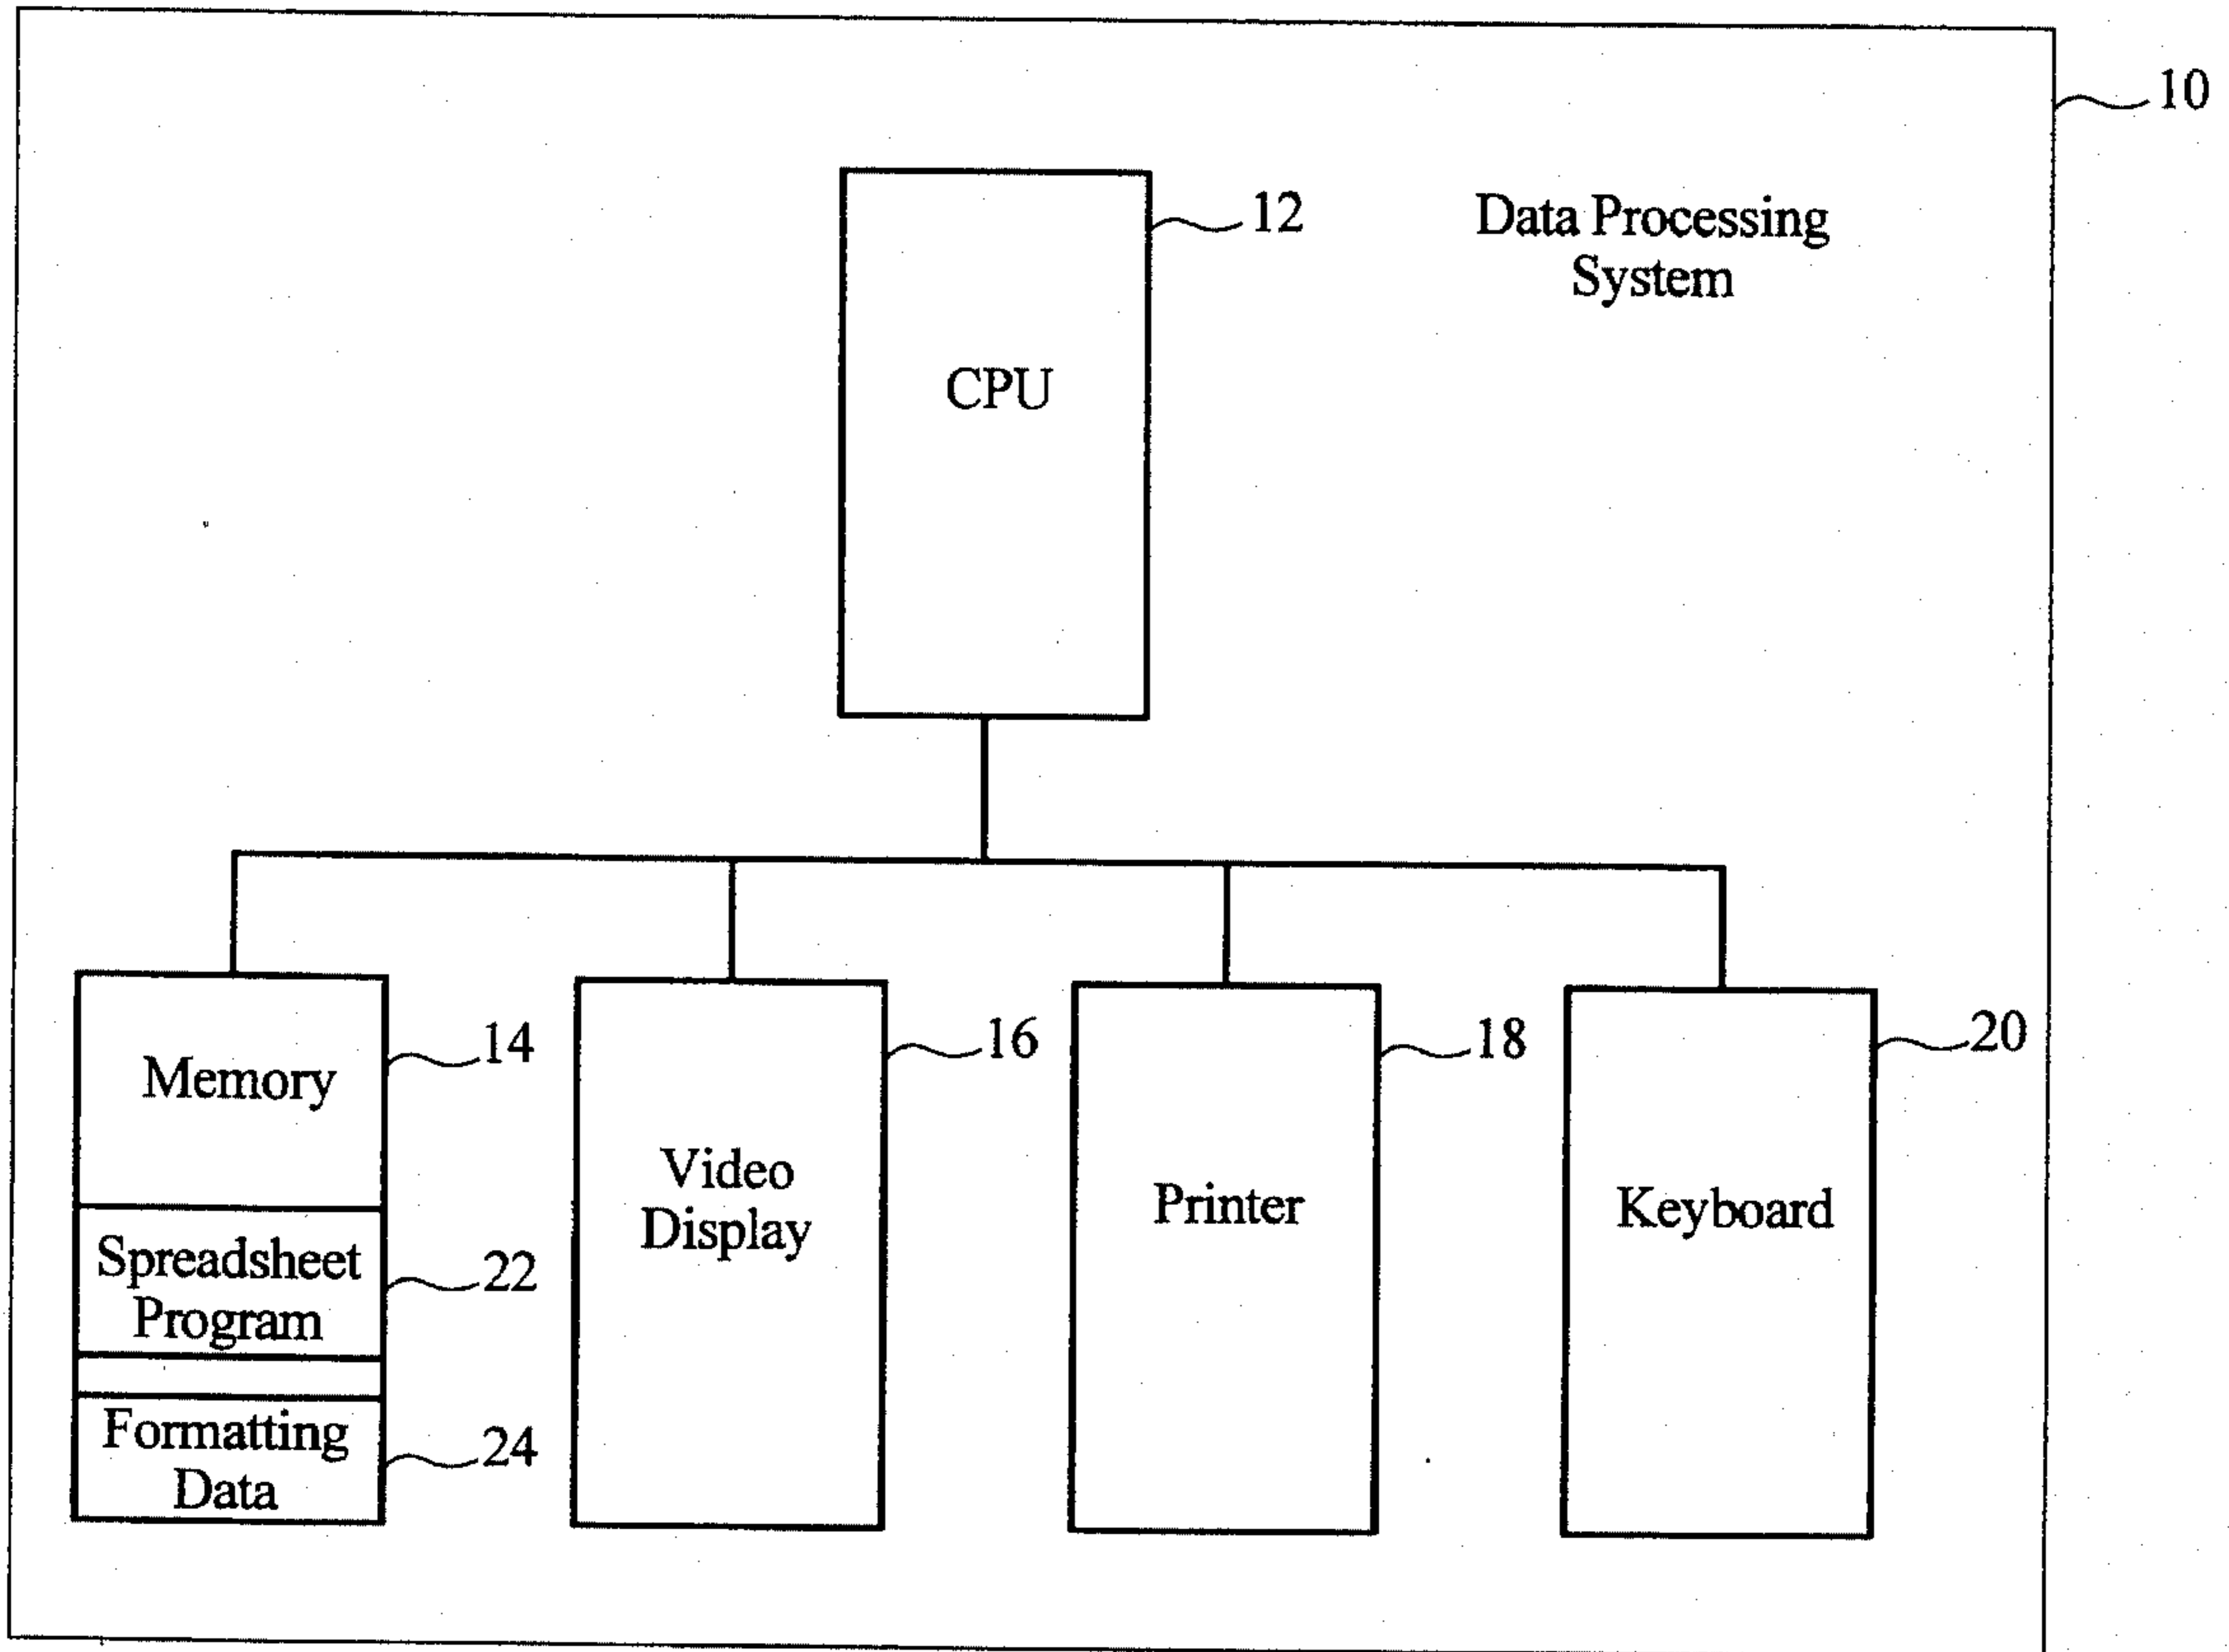 10
12
Data Processing
System
CPU
14
16
18
20
Memory
Video
Display
Printer
Keyboard
Spreadsheet
Program
22
Formatting
Data
24